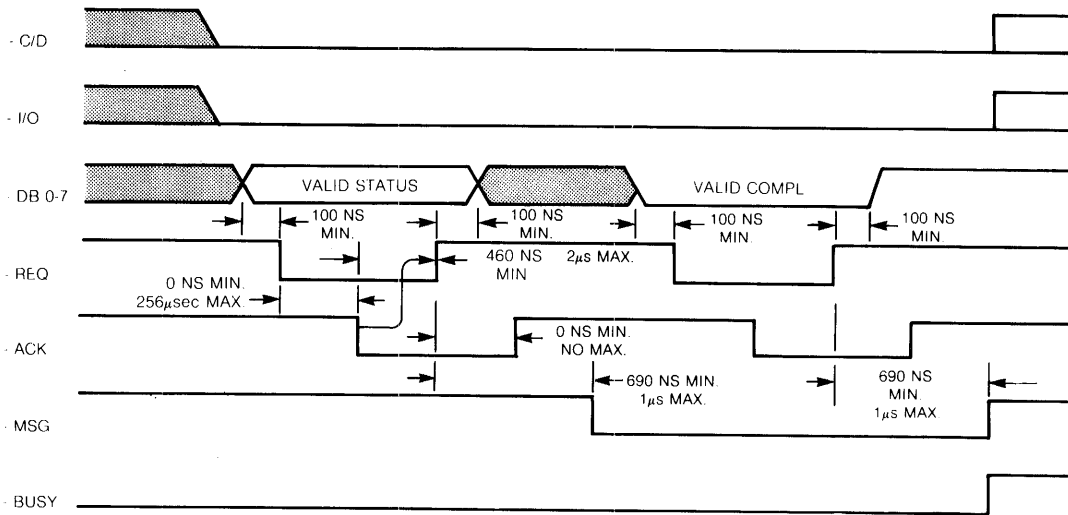 - C/D
- I/O
- DB 0-7
VALID STATUS
VALID COMPL
100 NS
MIN.
100 NS
MIN.
100 NS
MIN.
100 NS
MIN.
- REQ
460 NS
MIN
2µs MAX.
0 NS MIN.
256µsec MAX.
- ACK
0 NS MIN.
NO MAX.
690 NS MIN.
1µs MAX.
690 NS
MIN.
1µs MAX.
- MSG
- BUSY